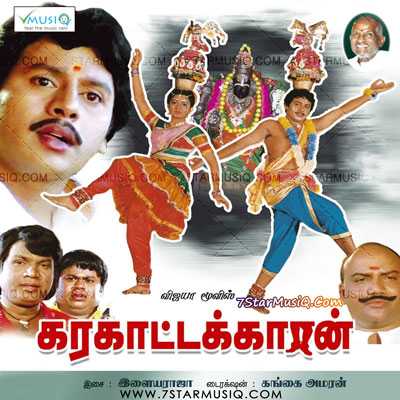 VMUSIQ
feel the music rain
விஜயா மூவிஸ்
7StarMusiQ.Com
கரகாட்டக்காரன்
இசை : இளையராஜா டைரக்ஷன் : கங்கை அமரன்
WWW.7STARMUSIQ.COM